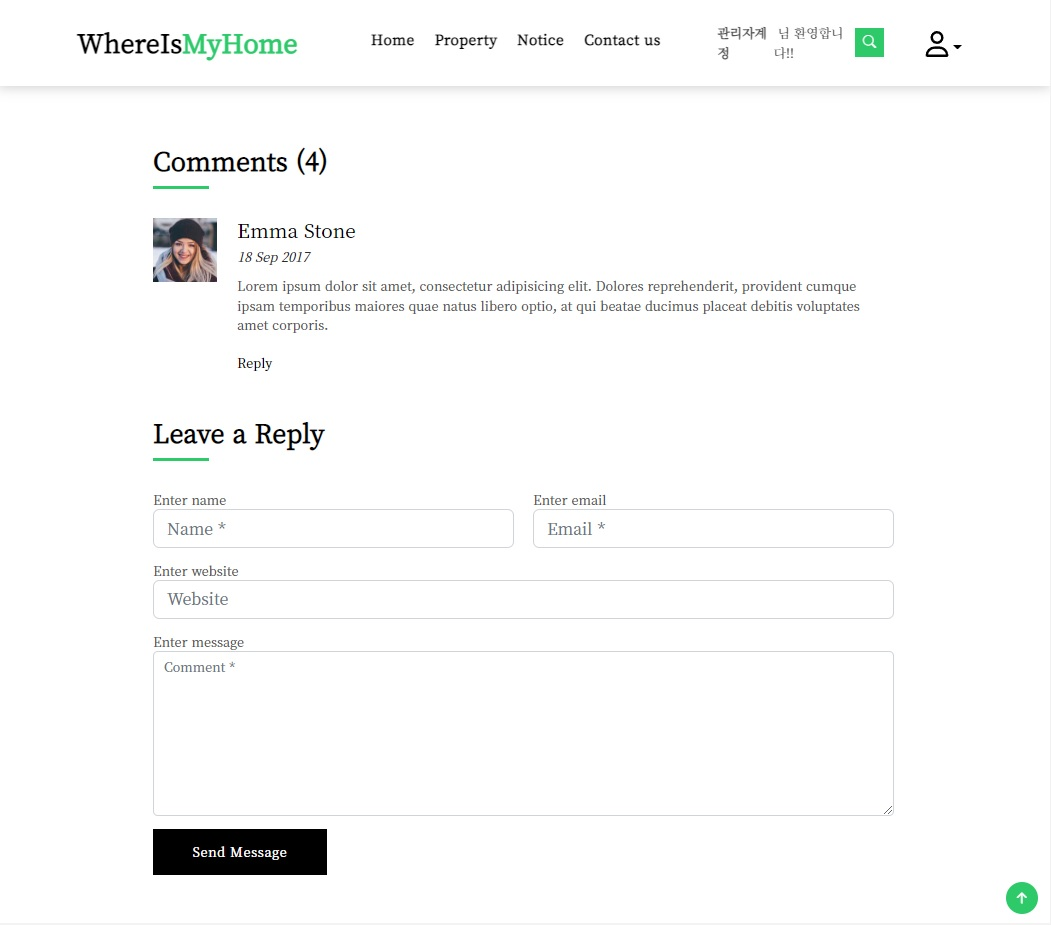 WhereIsMyHome
Home Property Notice Contact us
관리자계 님 환영합니
정 다!!
Comments (4)
Emma Stone
18 Sep 2017
Lorem ipsum dolor sit amet, consectetur adipisicing elit. Dolores reprehenderit, provident cumque
ipsam temporibus maiores quae natus libero optio, at qui beatae ducimus placeat debitis voluptates
amet corporis.
Reply
Leave a Reply
Enter name Enter email
Name * Email *
Enter website
Website
Enter message
Comment *
Send Message